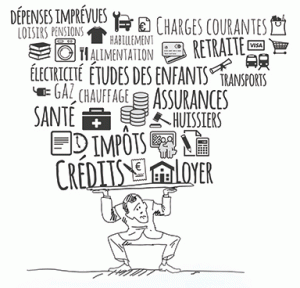 DÉPENSES IMPRÉVUES
CHARGES COURANTES
LOISIRS PENSIONS
HABILLEMENT
RETRAITE VISA
ALIMENTATION
ÉLECTRICITÉ ÉTUDES DES ENFANTS
TRANSPORTS
GAZ CHAUFFAGE ASSURANCES
SANTÉ HUISSIERS
IMPÔTS
CRÉDITS LOYER